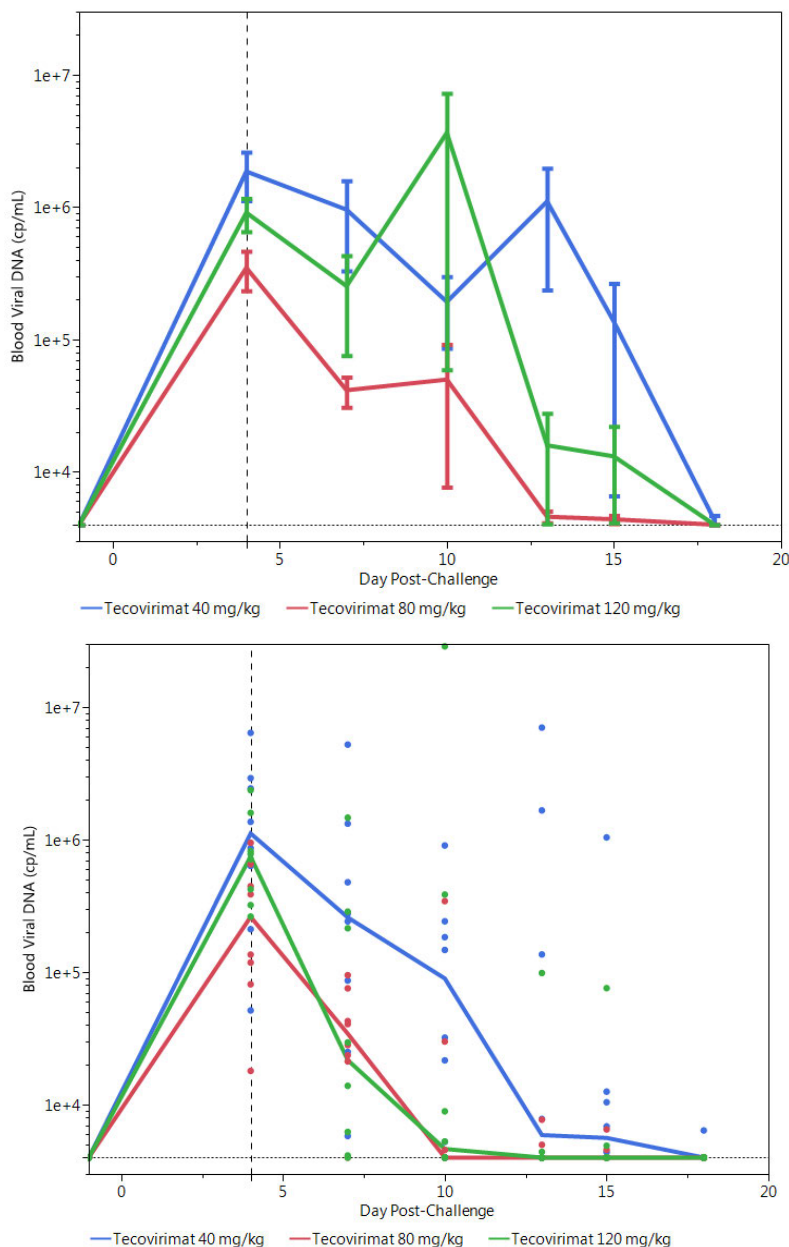 1e+7
1e+6
1e+5
1e+4
Blood Viral DNA (cp/mL)
0 5 10 15 20
Day Post-Challenge
Tecovirimat 40 mg/kg Tecovirimat 80 mg/kg Tecovirimat 120 mg/kg
1e+7
1e+6
1e+5
1e+4
Blood Viral DNA (cp/mL)
0 5 10 15 20
Day Post-Challenge
Tecovirimat 40 mg/kg Tecovirimat 80 mg/kg Tecovirimat 120 mg/kg